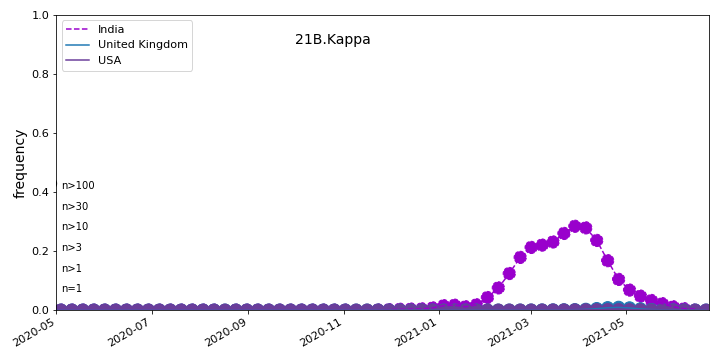 1.0
India
United Kingdom
USA
21B.Kappa
0.8
0.6
frequency
0.4
n>100
n>30
n>10
0.2
n>3
n>1
n=1
0.0
2020-05
2020-07
2020-09
2020-11
2021-01
2021-03
2021-05